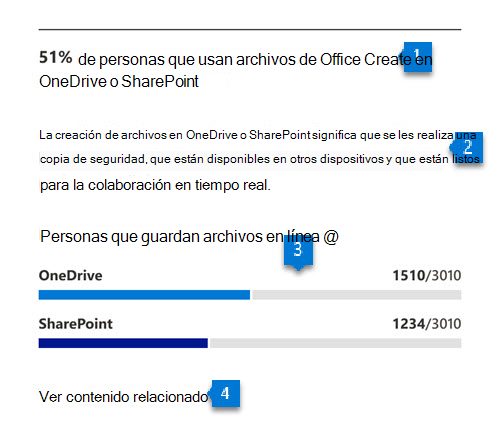 51% de personas que usan archivos de Office Create en 1
OneDrive o SharePoint
La creación de archivos en OneDrive o SharePoint significa que se les realiza una
copia de seguridad, que están disponibles en otros dispositivos y que están listos 2
para la colaboración en tiempo real.
Personas que guardan archivos en línea @
3
OneDrive 1510/3010
SharePoint 1234/3010
Ver contenido relacionado 4